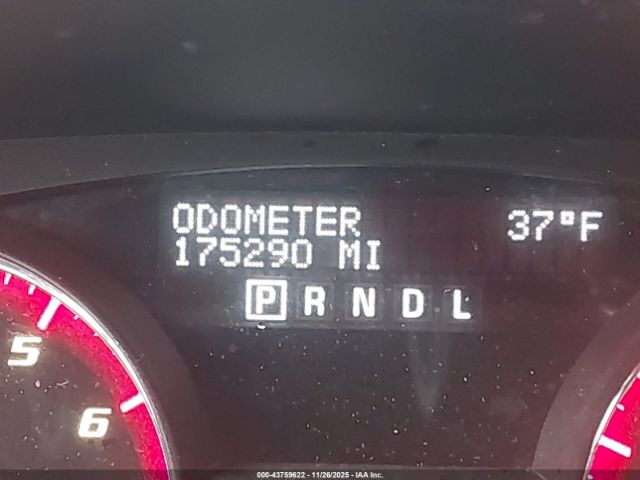 ODOMETER 37°F
175290 MI
P R N D L
5
6
000-43759622 - 11/26/2025 - IAA Inc.